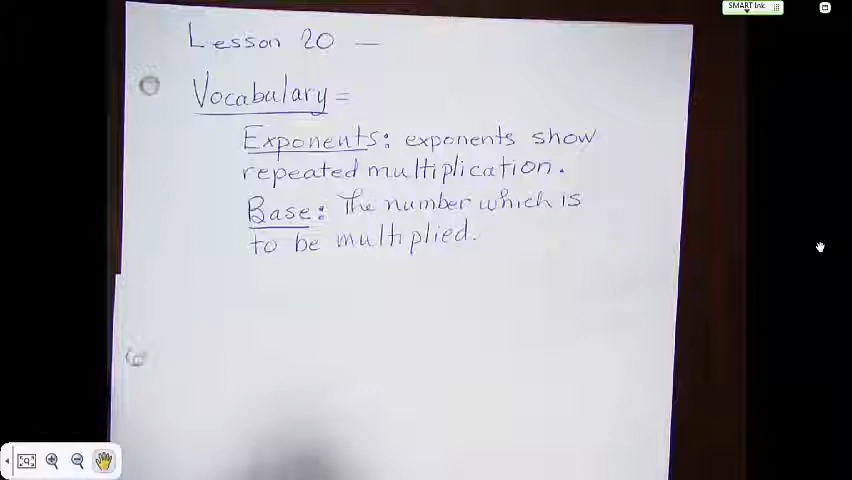 SMART Ink
Lesson 20 —
Vocabulary =
Exponents: exponents show
repeated multiplication.
Base: The number which is
to be multiplied.